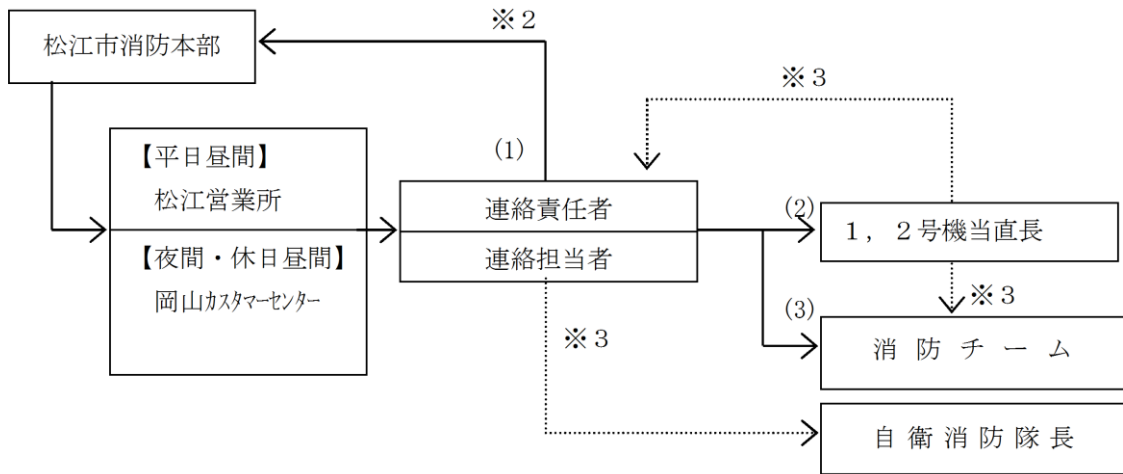 ※２
松江市消防本部
※３
【平日昼間】
松江営業所
(1)
連絡責任者
(2)
１，２号機当直長
【夜間・休日昼間】
連絡担当者
岡山ｶｽﾀﾏｰｾﾝﾀｰ
※３
(3)
※３
消防チーム
自衛消防隊長